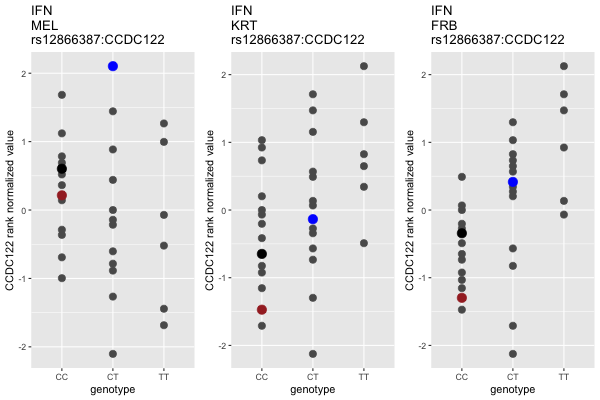 IFN
MEL
rs12866387:CCDC122
CCDC122 rank normalized value
2
1
0
-1
-2
CC
CT
TT
genotype
IFN
KRT
rs12866387:CCDC122
CCDC122 rank normalized value
2
1
0
-1
-2
CC
CT
TT
genotype
IFN
FRB
rs12866387:CCDC122
CCDC122 rank normalized value
2
1
0
-1
-2
CC
CT
TT
genotype